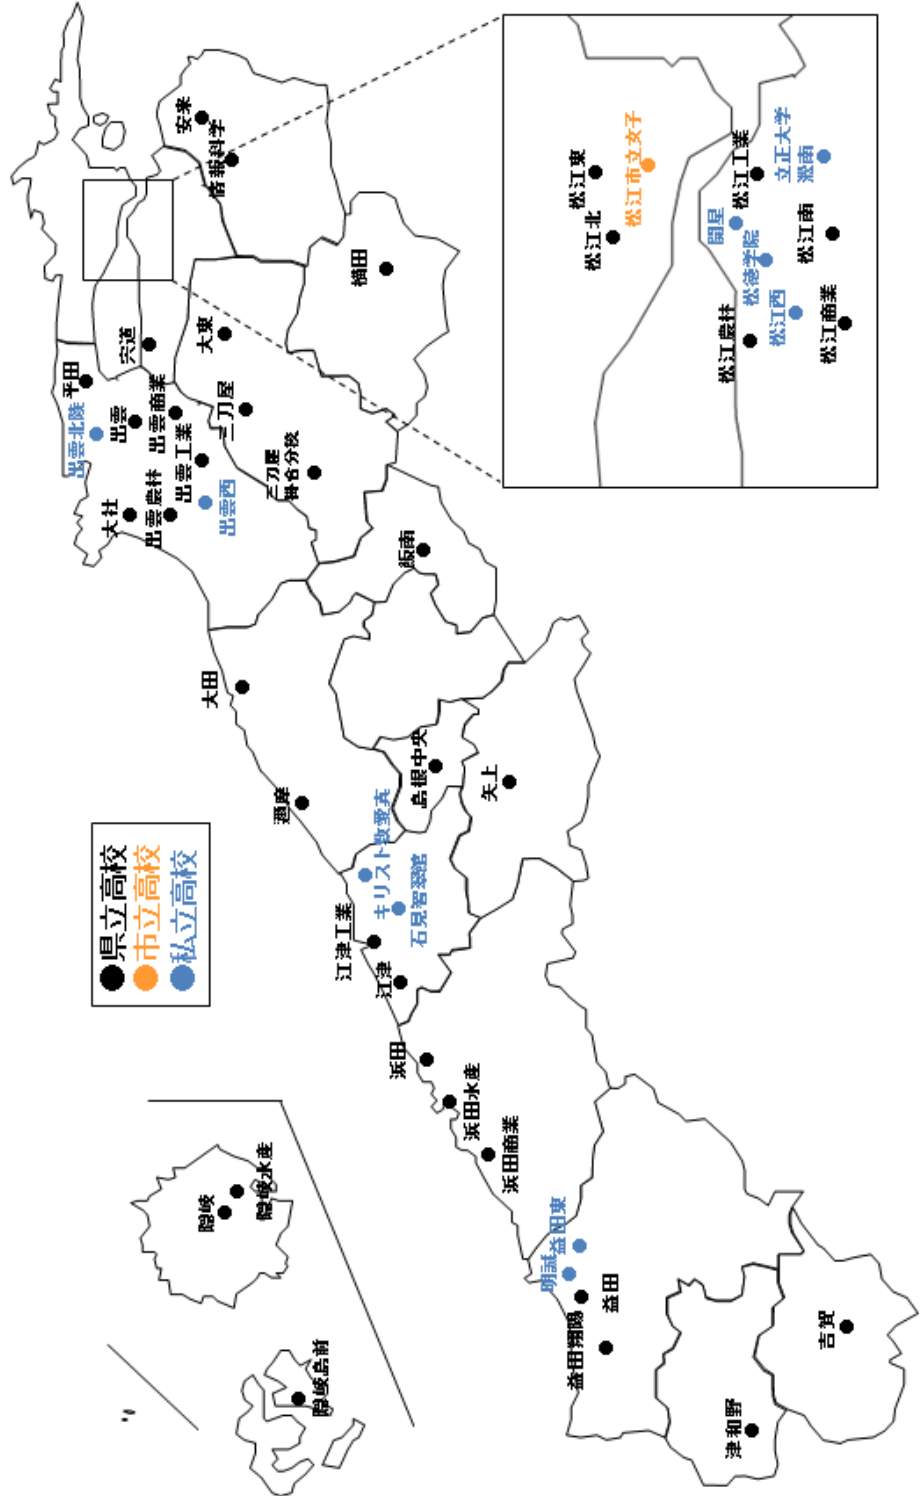 県立高校
市立高校
私立高校
隠岐
隠岐水産
隠岐島前
安来
情報科学
横田
大東
宍道
平田
出雲北陵
出雲
出雲商業
三刀屋
出雲工業
三刀屋
掛合分校
大社
出雲農林
出雲西
飯南
大田
邇摩
島根中央
矢上
キリスト教愛真
石見智翠館
江津工業
江津
浜田
浜田水産
浜田商業
益田東
明誠
益田
益田翔陽
吉賀
津和野
松江東
松江市立女子
松江北
松江工業
立正大学
淞南
開星
松徳学院
松江南
松江西
松江農林
松江商業